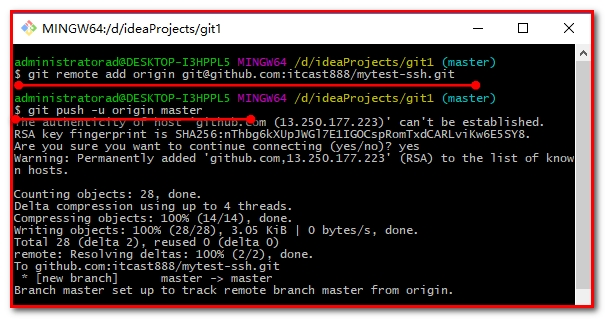 MINGW64:/d/ideaProjects/git1
administratorad@DESKTOP-I3HPPL5 MINGW64 /d/ideaProjects/git1 (master)
$ git remote add origin git@github.com:itcast888/mytest-ssh.git
administratorad@DESKTOP-I3HPPL5 MINGW64 /d/ideaProjects/git1 (master)
$ git push -u origin master
The authenticity of host 'github.com (13.250.177.223)' can't be established.
RSA key fingerprint is SHA256:nThbg6kXUpJWGl7E1IGOCspRomTxdCARLviKw6E5SY8.
Are you sure you want to continue connecting (yes/no)? yes
Warning: Permanently added 'github.com,13.250.177.223' (RSA) to the list of know
n hosts.
Counting objects: 28, done.
Delta compression using up to 4 threads.
Compressing objects: 100% (14/14), done.
Writing objects: 100% (28/28), 3.05 KiB | 0 bytes/s, done.
Total 28 (delta 2), reused 0 (delta 0)
remote: Resolving deltas: 100% (2/2), done.
To github.com:itcast888/mytest-ssh.git
 * [new branch]      master -> master
Branch master set up to track remote branch master from origin.